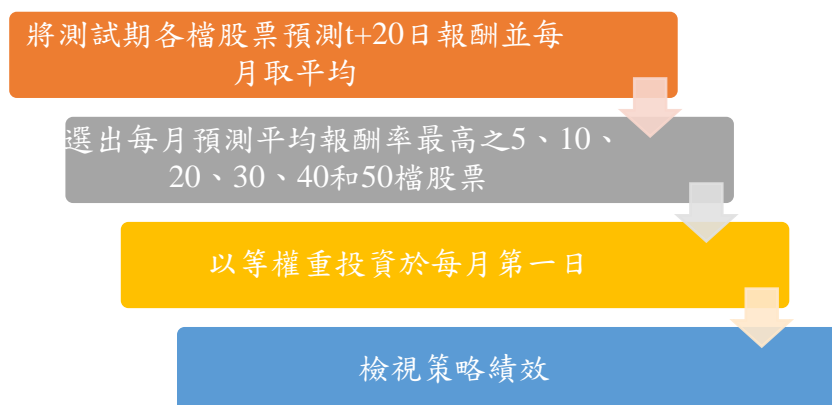 將測試期各檔股票預測t+20日報酬並每
月取平均
選出每月預測平均報酬率最高之5、10、
20、30、40和50檔股票
以等權重投資於每月第一日
檢視策略績效